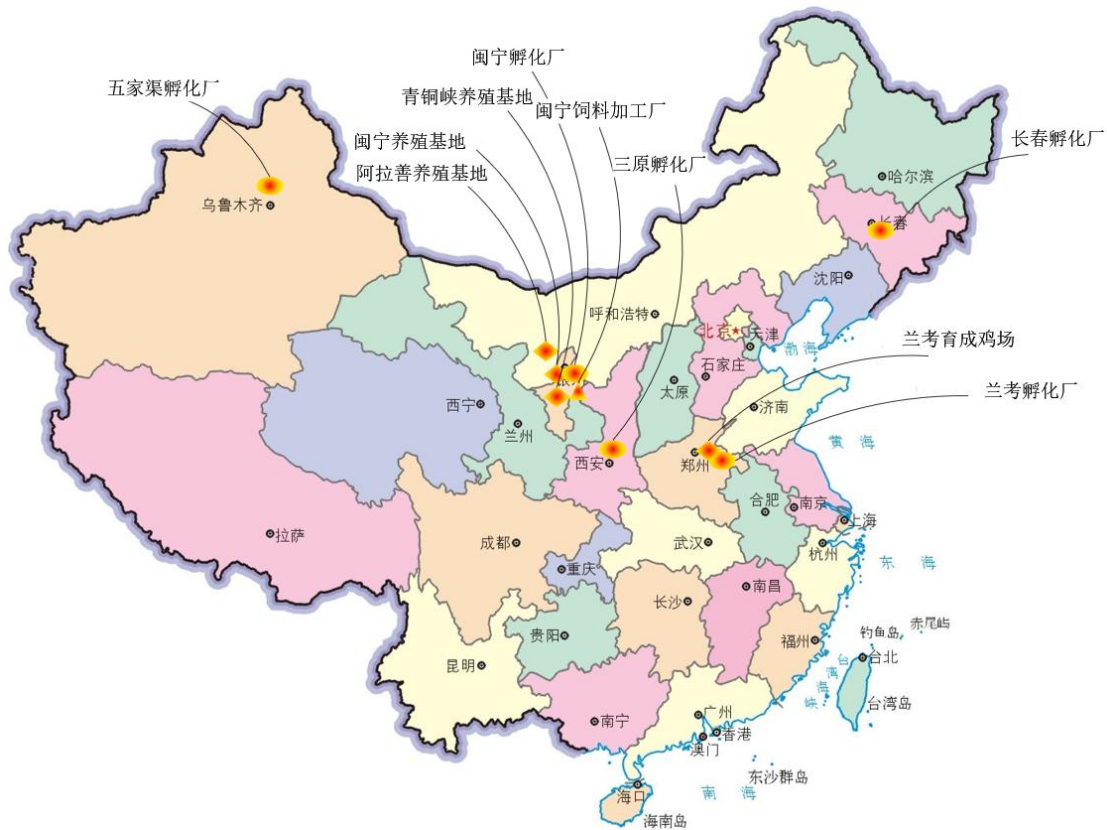 闽宁孵化厂
五家渠孵化厂
青铜峡养殖基地
闽宁饲料加工厂
闽宁养殖基地
长春孵化厂
三原孵化厂
阿拉善养殖基地
哈尔滨
乌鲁木齐
长春
沈阳
呼和浩特
北京
天津
渤海
兰考育成鸡场
石家庄
太原
兰考孵化厂
西宁
济南
兰州
黄海
西安
郑州
合肥
南京
上海
拉萨
成都
武汉
杭州
重庆
东海
南昌
长沙
赤尾屿
钓鱼岛
贵阳
福州
台北
昆明
台湾海峡
台湾岛
南宁
广州
香港
澳门
东沙群岛
海口
南海
海南岛